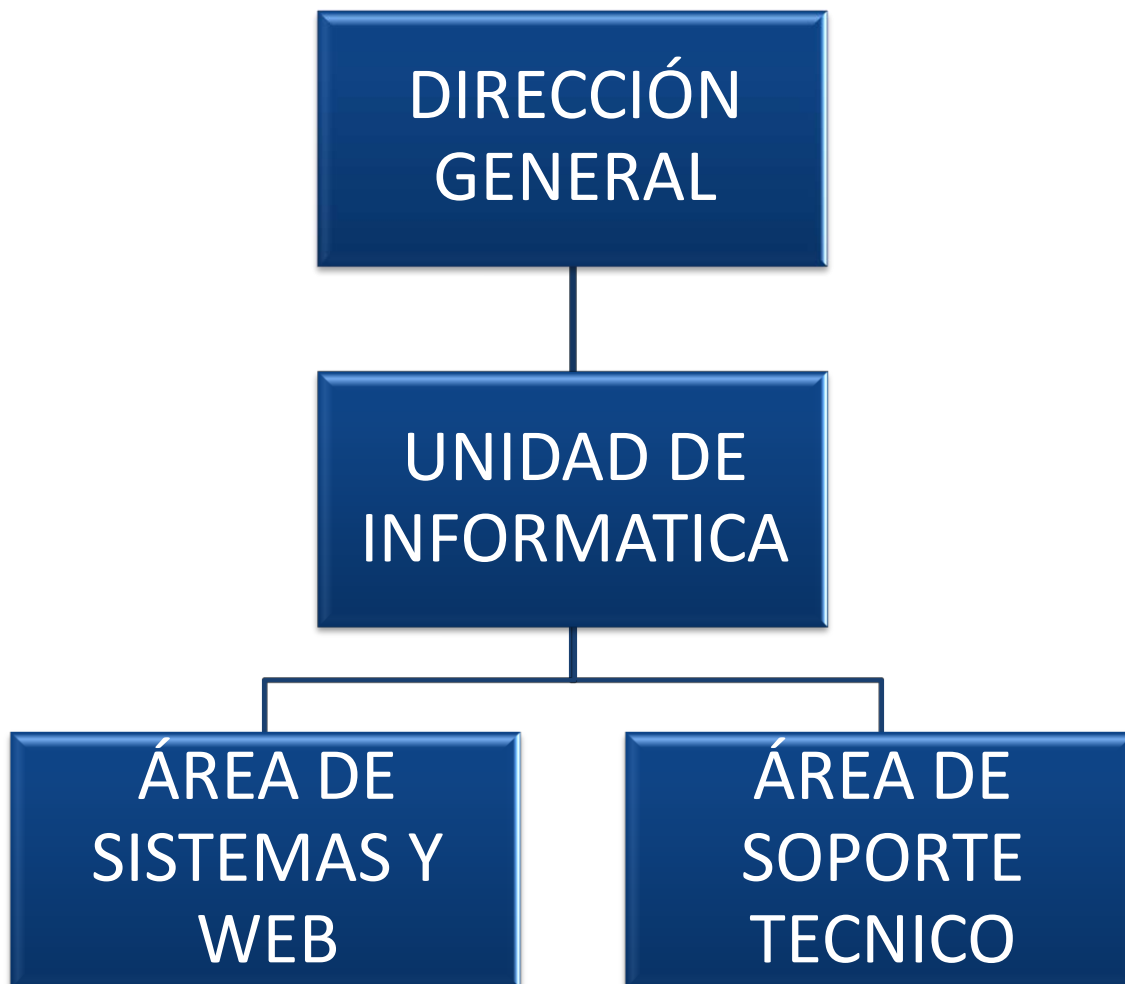 DIRECCIÓN
GENERAL
UNIDAD DE
INFORMATICA
ÁREA DE
SISTEMAS Y
WEB
ÁREA DE
SOPORTE
TECNICO